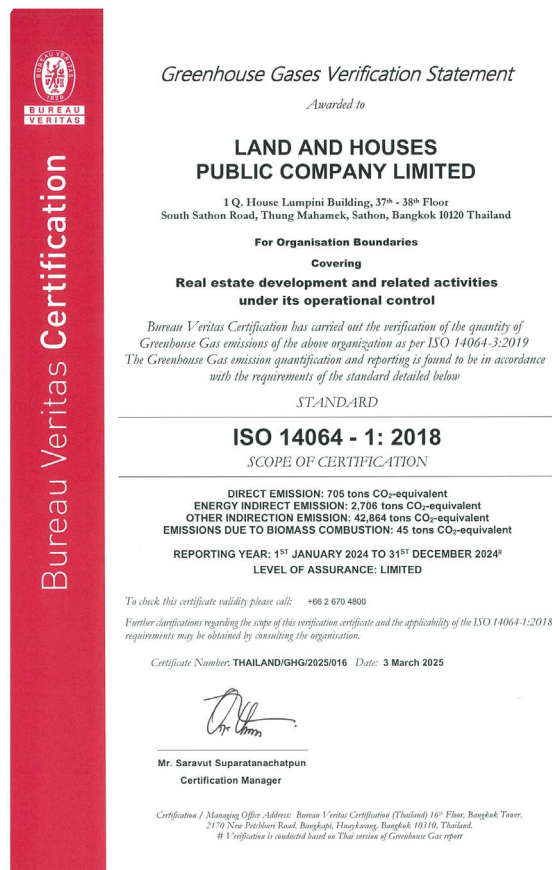 BUREAU VERITAS
1828
BUREAU
VERITAS
Bureau Veritas Certification
Greenhouse Gases Verification Statement
Awarded to
LAND AND HOUSES
PUBLIC COMPANY LIMITED
1 Q. House Lumpini Building, 37th - 38th Floor
South Sathon Road, Thung Mahamek, Sathon, Bangkok 10120 Thailand
For Organisation Boundaries
Covering
Real estate development and related activities
under its operational control
Bureau Veritas Certification has carried out the verification of the quantity of
Greenhouse Gas emissions of the above organization as per ISO 14064-3:2019
The Greenhouse Gas emission quantification and reporting is found to be in accordance
with the requirements of the standard detailed below
STANDARD
ISO 14064 - 1: 2018
SCOPE OF CERTIFICATION
DIRECT EMISSION: 705 tons CO₂-equivalent
ENERGY INDIRECT EMISSION: 2,706 tons CO₂-equivalent
OTHER INDIRECTION EMISSION: 42,864 tons CO₂-equivalent
EMISSIONS DUE TO BIOMASS COMBUSTION: 45 tons CO₂-equivalent
REPORTING YEAR: 1ST JANUARY 2024 TO 31ST DECEMBER 2024#
LEVEL OF ASSURANCE: LIMITED
To check this certificate validity please call: +66 2 670 4800
Further clarifications regarding the scope of this verification certificate and the applicability of the ISO 14064-1:2018
requirements may be obtained by consulting the organisation.
Certificate Number: THAILAND/GHG/2025/016 Date: 3 March 2025
Mr. Saravut Suparatanachatpun
Certification Manager
Certification / Managing Office Address: Bureau Veritas Certification (Thailand) 16th Floor, Bangkok Tower,
2170 New Petchburi Road, Bangkapi, Huaykwang, Bangkok 10310, Thailand.
# Verification is conducted based on Thai version of Greenhouse Gas report